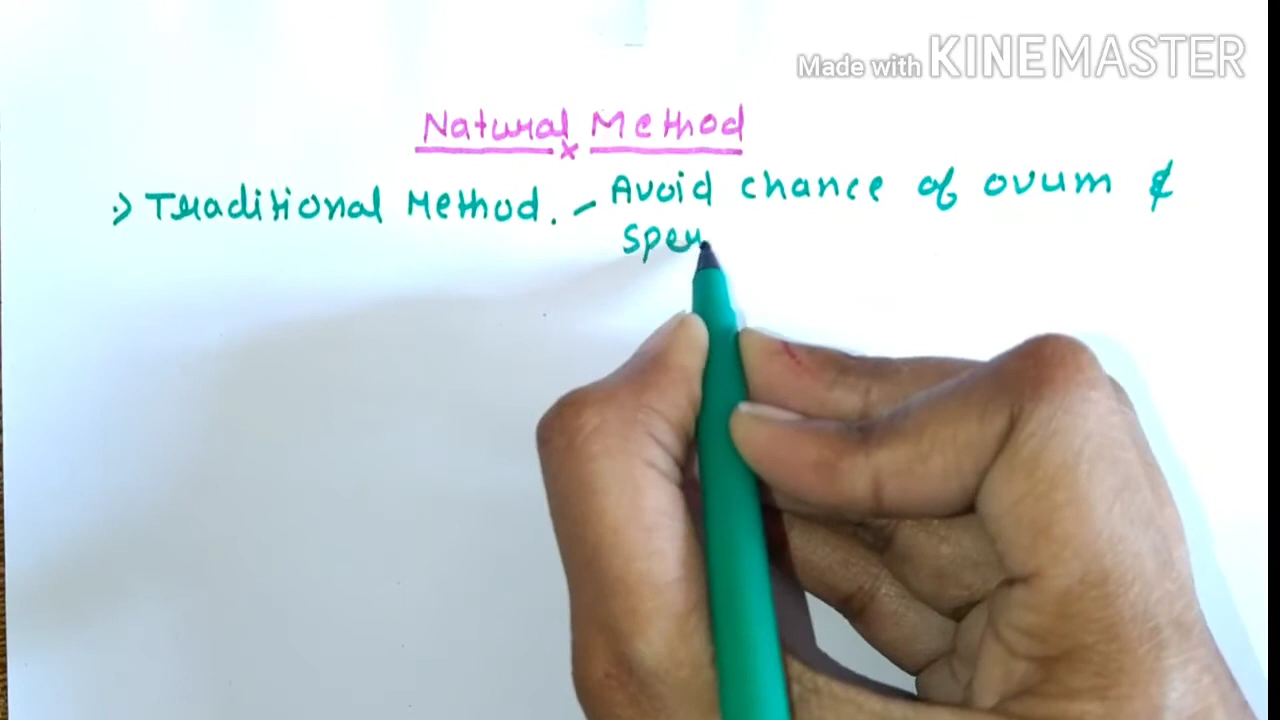 Made with KINEMASTER
Natural Method
:> Traditional Method. - Avoid chance of ovum &
sper